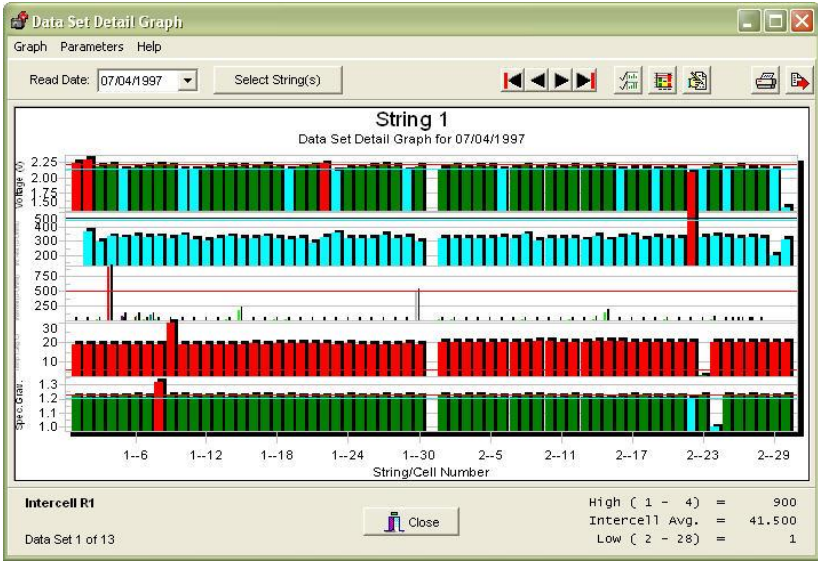 Data Set Detail Graph
Graph Parameters Help
Read Date: 07/04/1997 Select String(s)
String 1
Data Set Detail Graph for 07/04/1997
Voltage (V)
2.25
2.00
1.75
1.50
500
400
300
200
750
500
250
30
20
10
Spec. Grav.
1.3
1.2
1.1
1.0
1--6 1--12 1--18 1--24 1--30 2--5 2--11 2--17 2--23 2--29
String/Cell Number
Intercell R1
Data Set 1 of 13
Close
High ( 1 - 4) = 900
Intercell Avg. = 41.500
Low ( 2 - 28) = 1